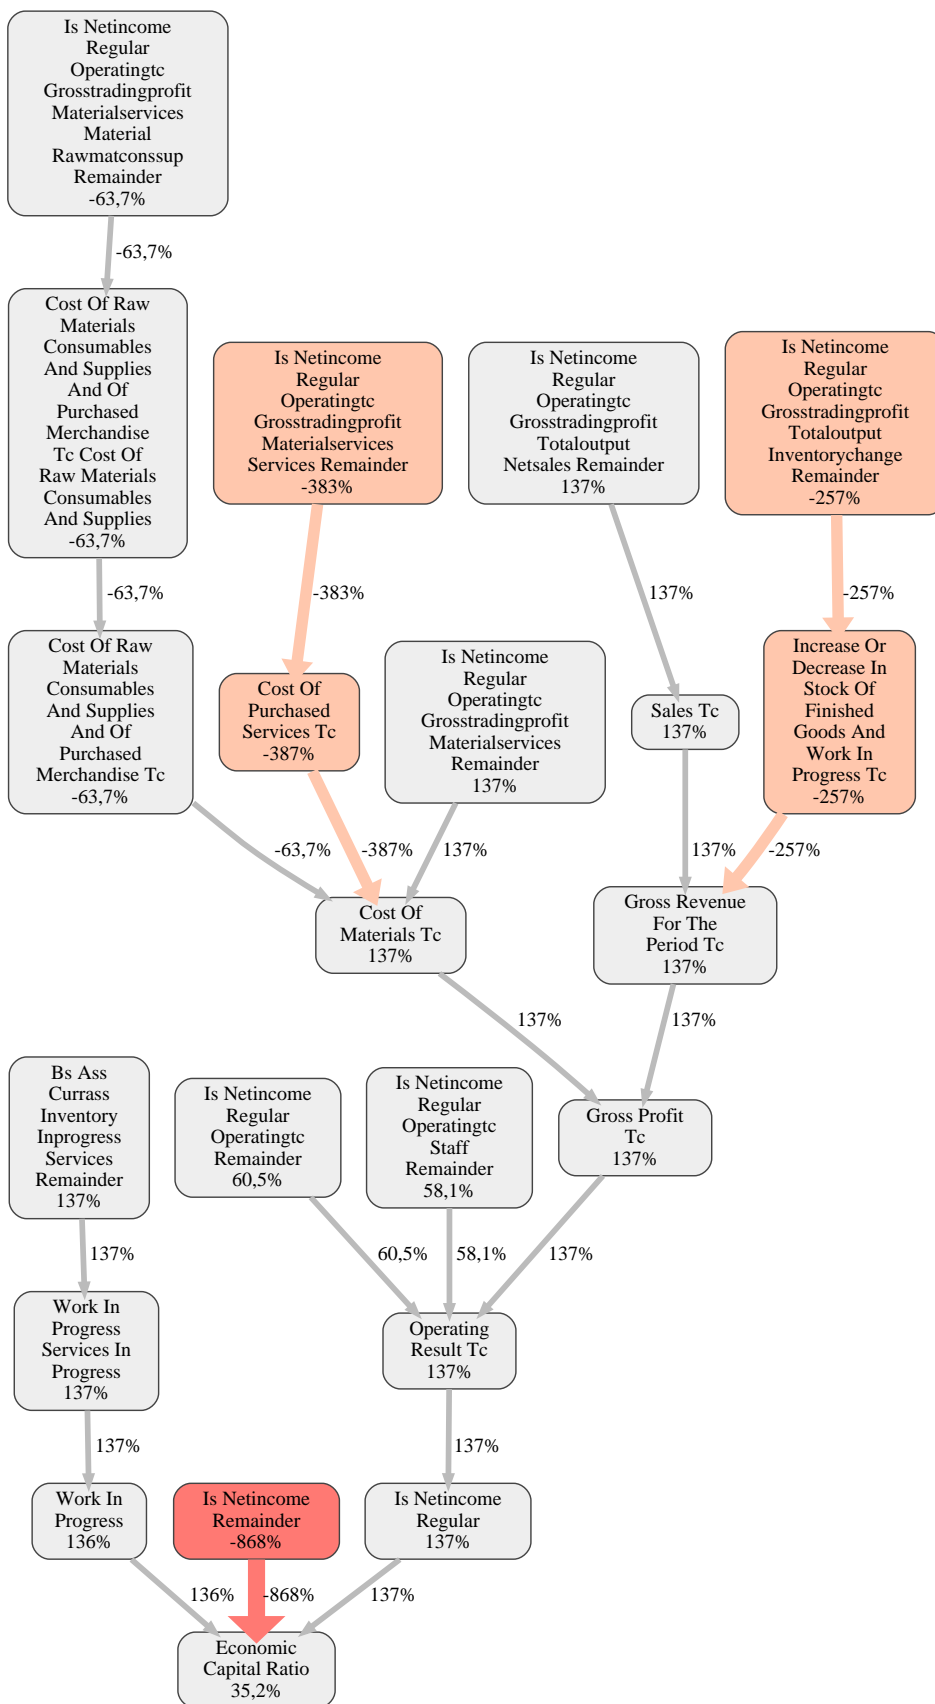 Is Netincome
Regular
Operatingtc
Grosstradingprofit
Materialservices
Material
Rawmatconssup
Remainder
-63,7%
-63,7%
Cost Of Raw
Materials
Consumables
And Supplies
And Of
Purchased
Merchandise
Tc Cost Of
Raw Materials
Consumables
And Supplies
-63,7%
Is Netincome
Regular
Operatingtc
Grosstradingprofit
Materialservices
Services Remainder
-383%
Is Netincome
Regular
Operatingtc
Grosstradingprofit
Totaloutput
Netsales Remainder
137%
Is Netincome
Regular
Operatingtc
Grosstradingprofit
Totaloutput
Inventorychange
Remainder
-257%
-63,7%
-383%
137%
-257%
Cost Of Raw
Materials
Consumables
And Supplies
And Of
Purchased
Merchandise Tc
-63,7%
Cost Of
Purchased
Services Tc
-387%
Is Netincome
Regular
Operatingtc
Grosstradingprofit
Materialservices
Remainder
137%
Sales Tc
137%
Increase Or
Decrease In
Stock Of
Finished
Goods And
Work In
Progress Tc
-257%
-63,7%
-387%
137%
137%
-257%
Cost Of
Materials Tc
137%
Gross Revenue
For The
Period Tc
137%
137%
137%
Bs Ass
Currass
Inventory
Inprogress
Services
Remainder
137%
Is Netincome
Regular
Operatingtc
Remainder
60,5%
Is Netincome
Regular
Operatingtc
Staff
Remainder
58,1%
Gross Profit
Tc
137%
137%
60,5%
58,1%
137%
Work In
Progress
Services In
Progress
137%
Operating
Result Tc
137%
137%
137%
Work In
Progress
136%
Is Netincome
Remainder
-868%
Is Netincome
Regular
137%
136%
-868%
137%
Economic
Capital Ratio
35,2%